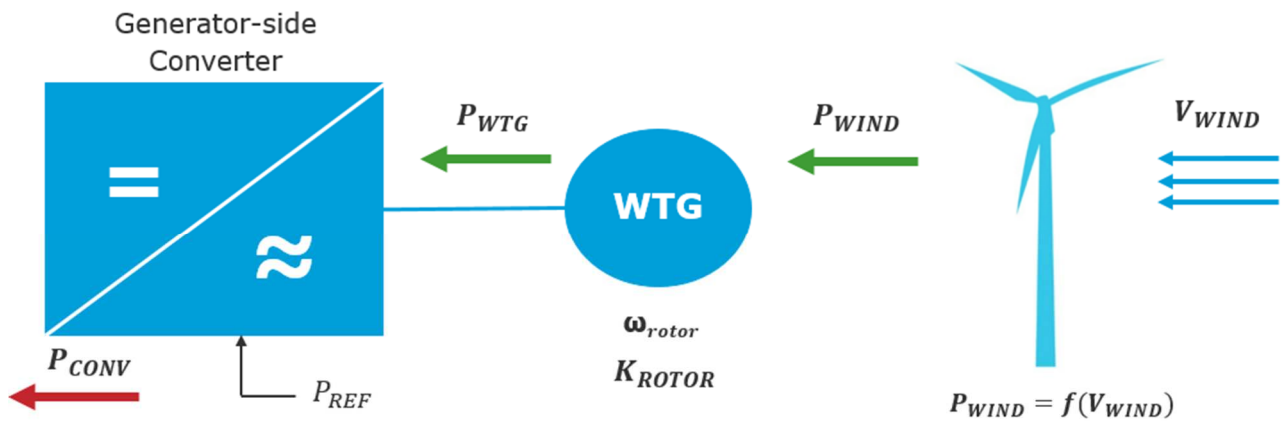 Generator-side
Converter
=
≈
P_WTG
P_WIND
V_WIND
WTG
ω_rotor
K_ROTOR
P_CONV
P_REF
P_WIND = f(V_WIND)